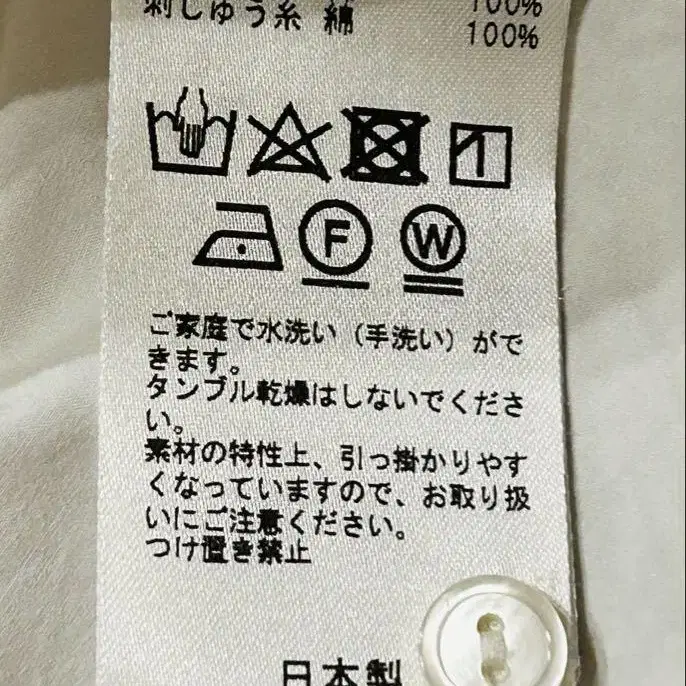 100%
刺しゅう糸 綿 100%
F W
ご家庭で水洗い（手洗い）がで
きます。
タンブル乾燥はしないでくださ
い。
素材の特性上、引っ掛かりやす
くなっていますので、お取り扱
いにご注意ください。
つけ置き禁止
日本製